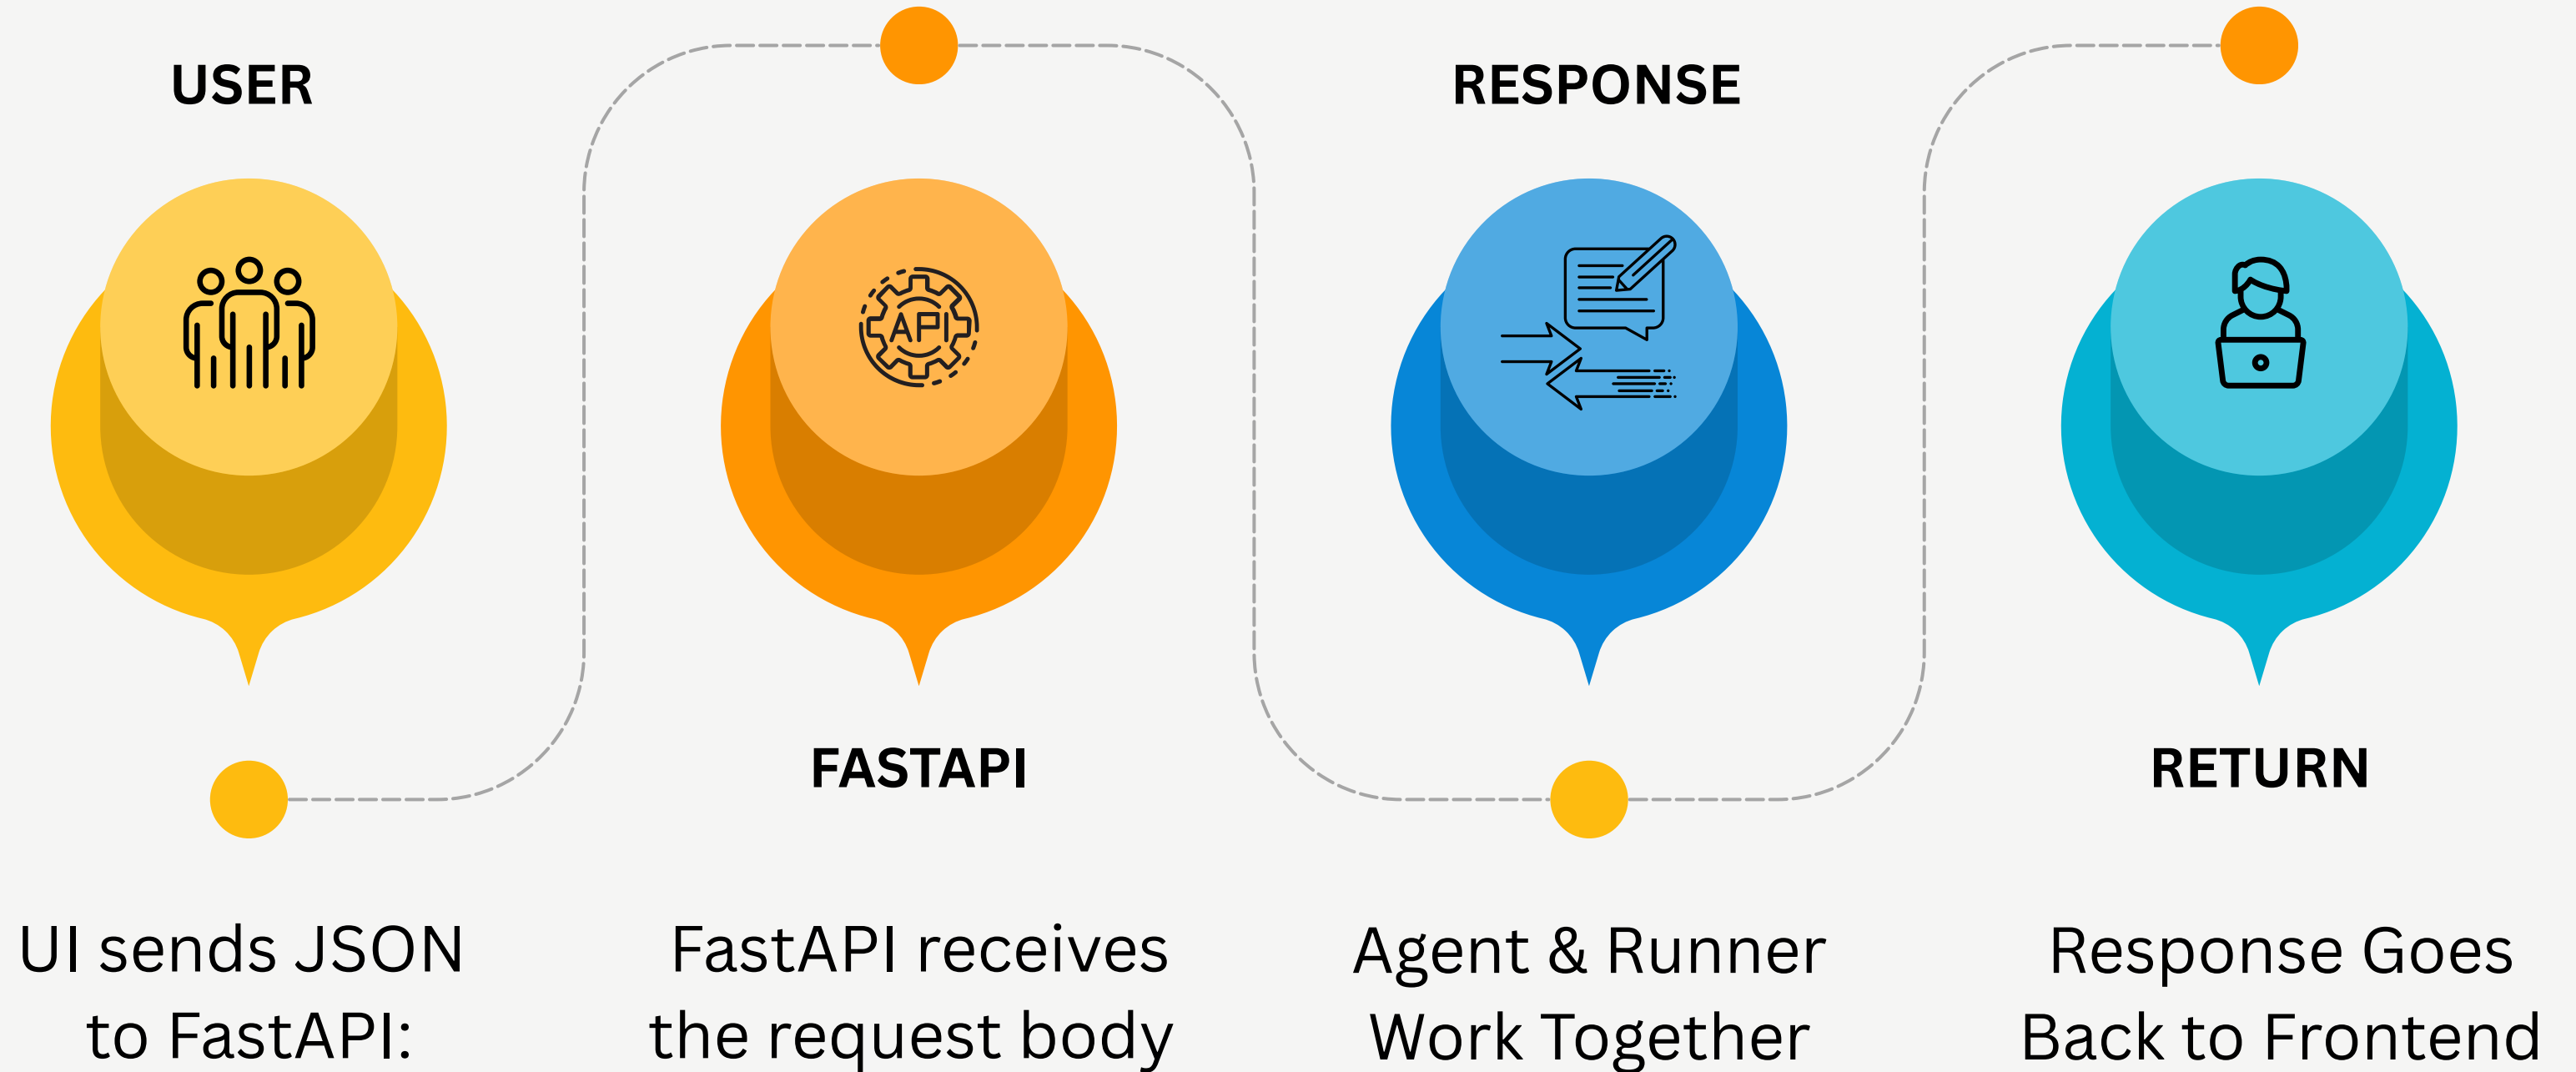 USER
UI sends JSON
to FastAPI:
API
FASTAPI
FastAPI receives
the request body
RESPONSE
Agent & Runner
Work Together
RETURN
Response Goes
Back to Frontend